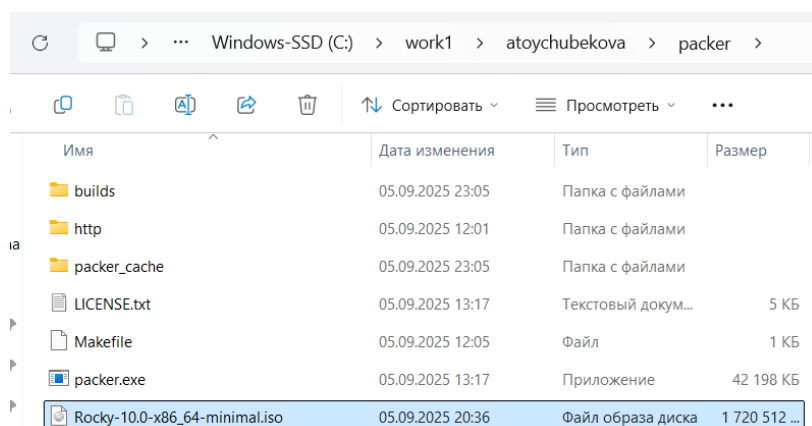 Windows-SSD (C:) > work1 > atoychubekova > packer >
Сортировать Просмотреть
Имя Дата изменения Тип Размер
builds 05.09.2025 23:05 Папка с файлами
http 05.09.2025 12:01 Папка с файлами
packer_cache 05.09.2025 23:05 Папка с файлами
LICENSE.txt 05.09.2025 13:17 Текстовый докум... 5 КБ
Makefile 05.09.2025 12:05 Файл 1 КБ
packer.exe 05.09.2025 13:17 Приложение 42 198 КБ
Rocky-10.0-x86_64-minimal.iso 05.09.2025 20:36 Файл образа диска 1 720 512 ...